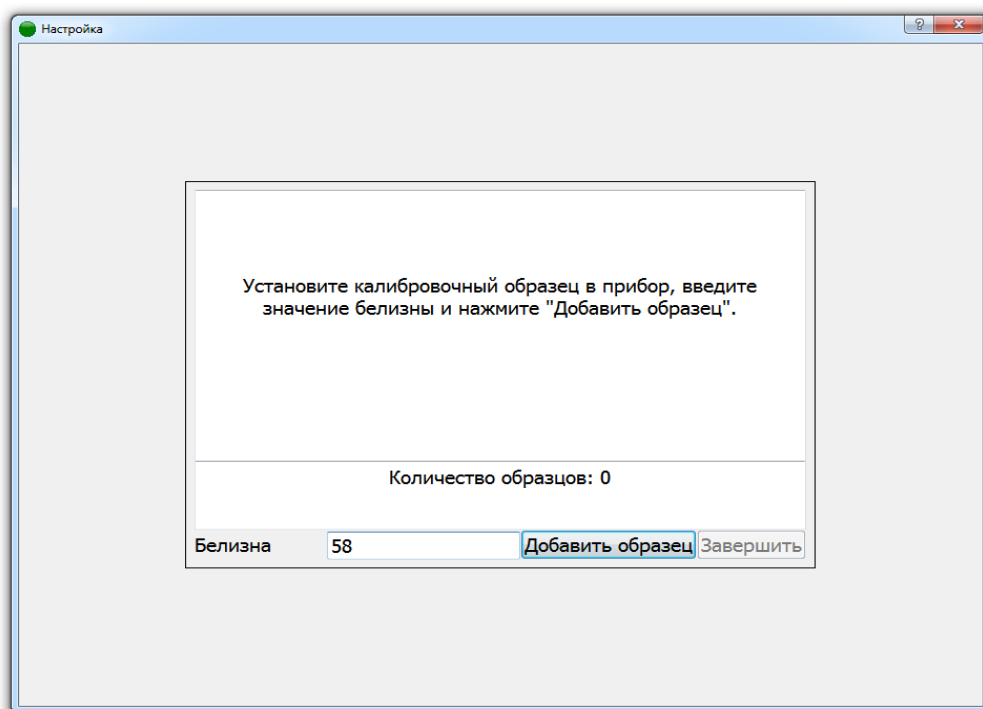 Настройка
Установите калибровочный образец в прибор, введите
значение белизны и нажмите "Добавить образец".
Количество образцов: 0
Белизна 58 Добавить образец Завершить